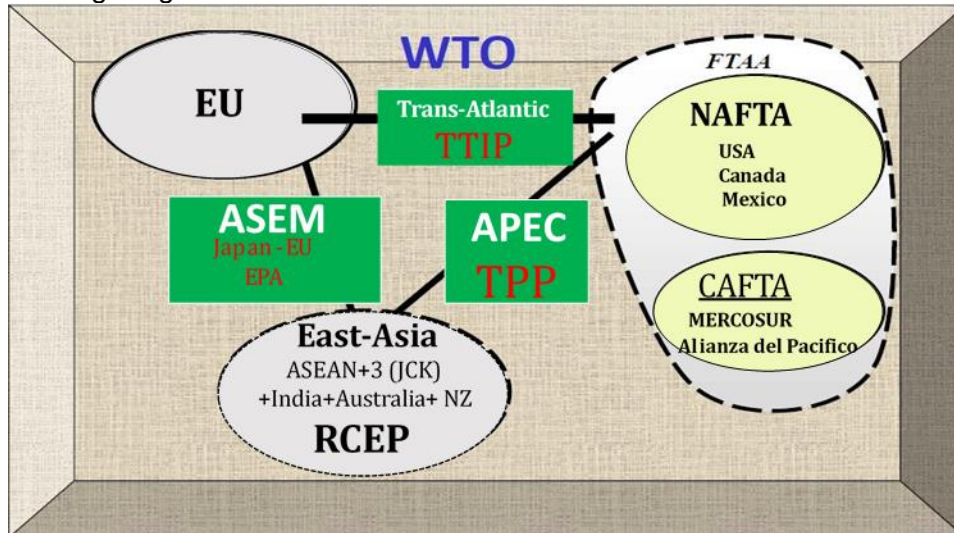 WTO
EU
Trans-Atlantic
TTIP
FTAA
NAFTA
USA
Canada
Mexico
ASEM
Japan -EU
EPA
APEC
TPP
CAFTA
MERCOSUR
Alianza del Pacifico
East-Asia
ASEAN+3 (JCK)
+India+Australia+ NZ
RCEP